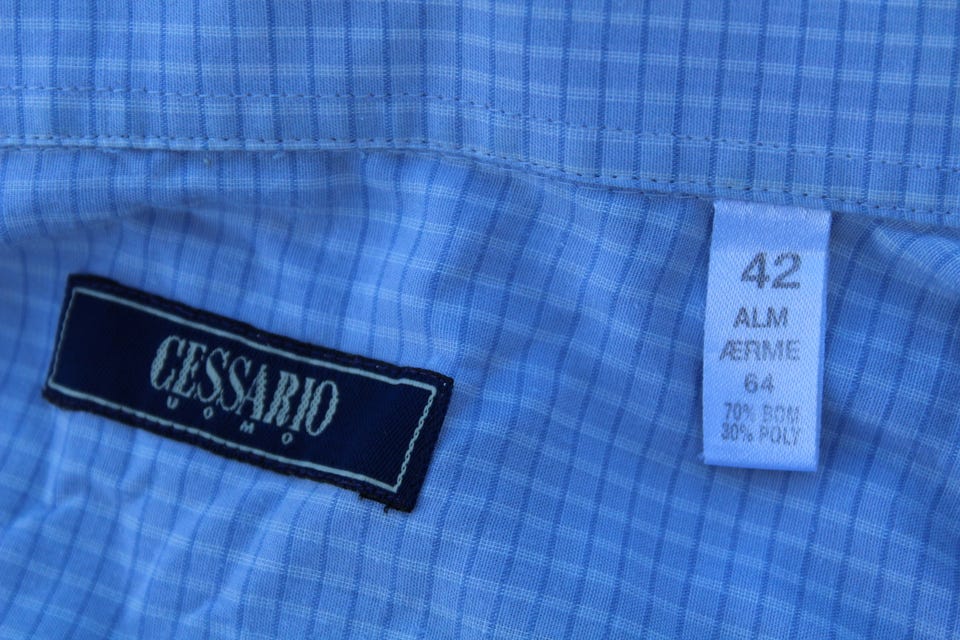 CESSARIO
UOMO
42
ALM
ÆRME
64
70% BOM
30% POLY